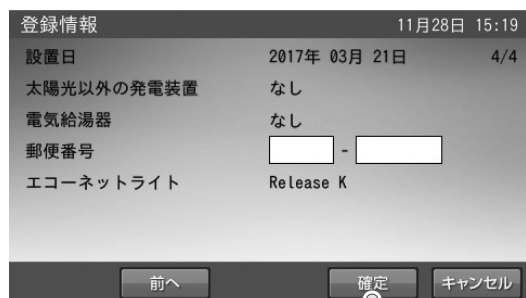 登録情報 11月28日 15:19
設置日 2017年 03月 21日 4/4
太陽光以外の発電装置 なし
電気給湯器 なし
郵便番号 -
エコーネットライト Release K
前へ 確定 キャンセル